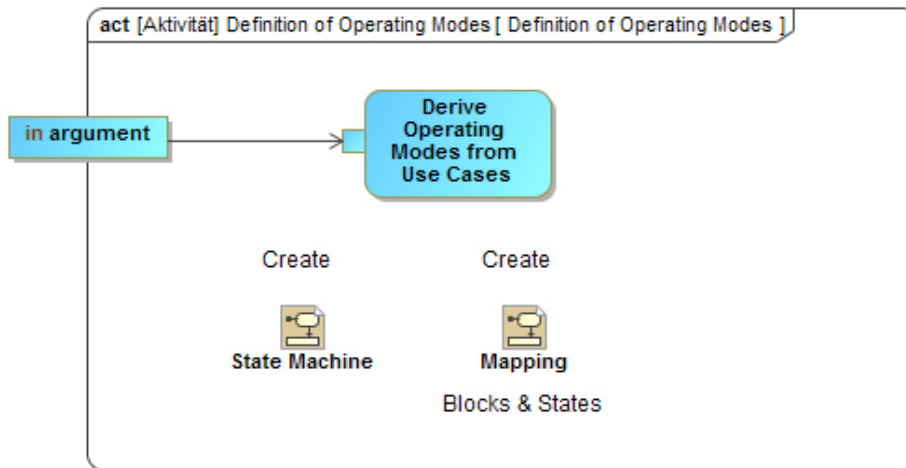 act [Aktivität] Definition of Operating Modes [ Definition of Operating Modes ]
in argument
Derive
Operating
Modes from
Use Cases
Create
Create
State Machine
Mapping
Blocks & States